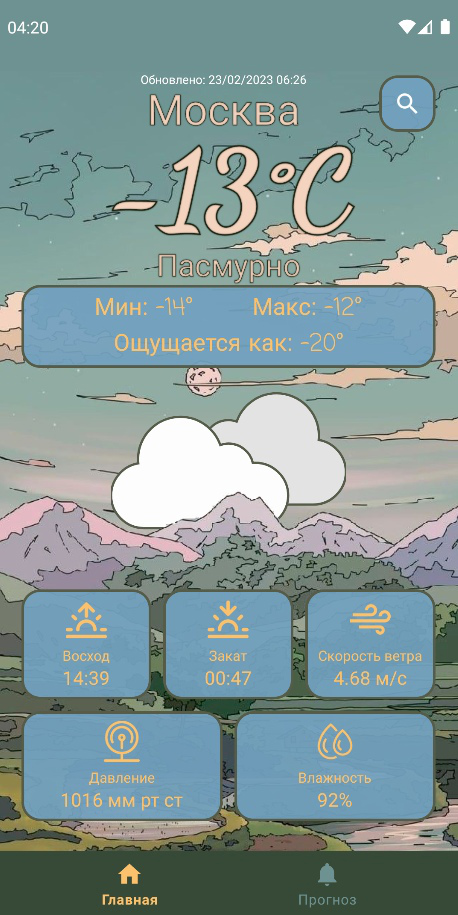 04:20
Обновлено: 23/02/2023 06:26
Москва
-13°C
Пасмурно
Мин: -14° Макс: -12°
Ощущается как: -20°
Восход
14:39
Закат
00:47
Скорость ветра
4.68 м/с
Давление
1016 мм рт ст
Влажность
92%
Главная
Прогноз